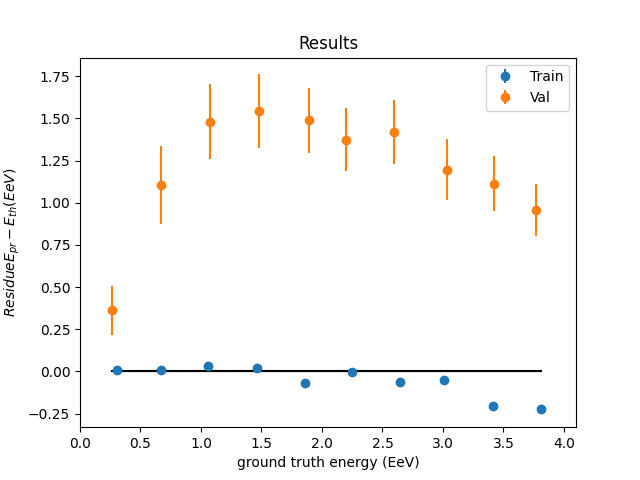 Results
Train
Val
1.75
1.50
1.25
1.00
0.75
0.50
0.25
0.00
−0.25
ResidueE_pr − E_th(EeV)
0.0 0.5 1.0 1.5 2.0 2.5 3.0 3.5 4.0
ground truth energy (EeV)